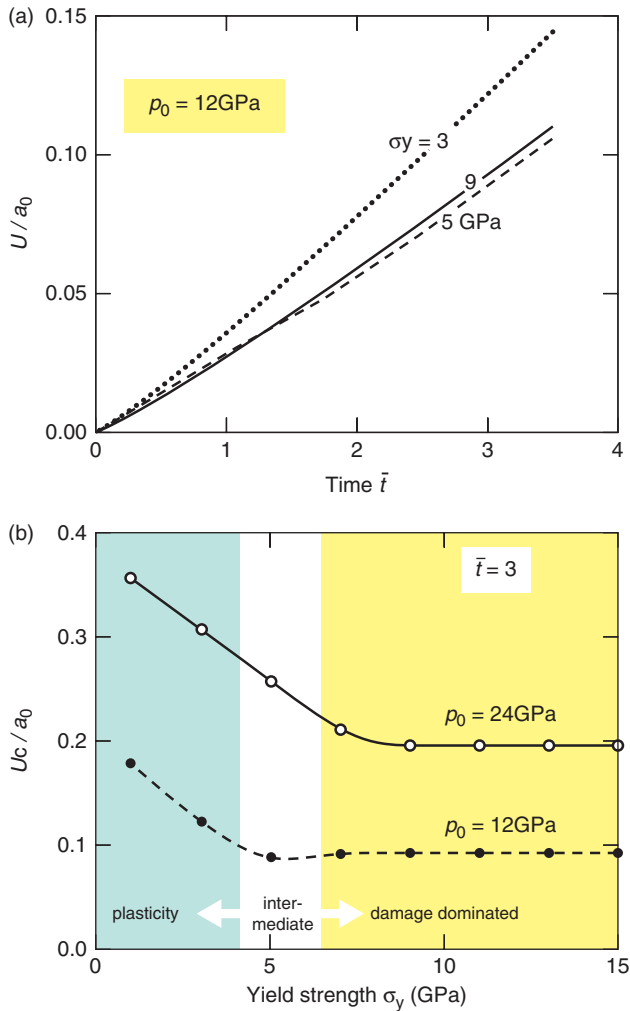 (a)
0.15
0.10
0.05
0.00
U / a₀
p₀ = 12GPa
σy = 3
9
5 GPa
0 1 2 3 4
Time t̄
(b)
0.4
0.3
0.2
0.1
0.0
Uc / a₀
t̄ = 3
p₀ = 24GPa
p₀ = 12GPa
plasticity
inter-
mediate
damage dominated
0 5 10 15
Yield strength σ_y (GPa)